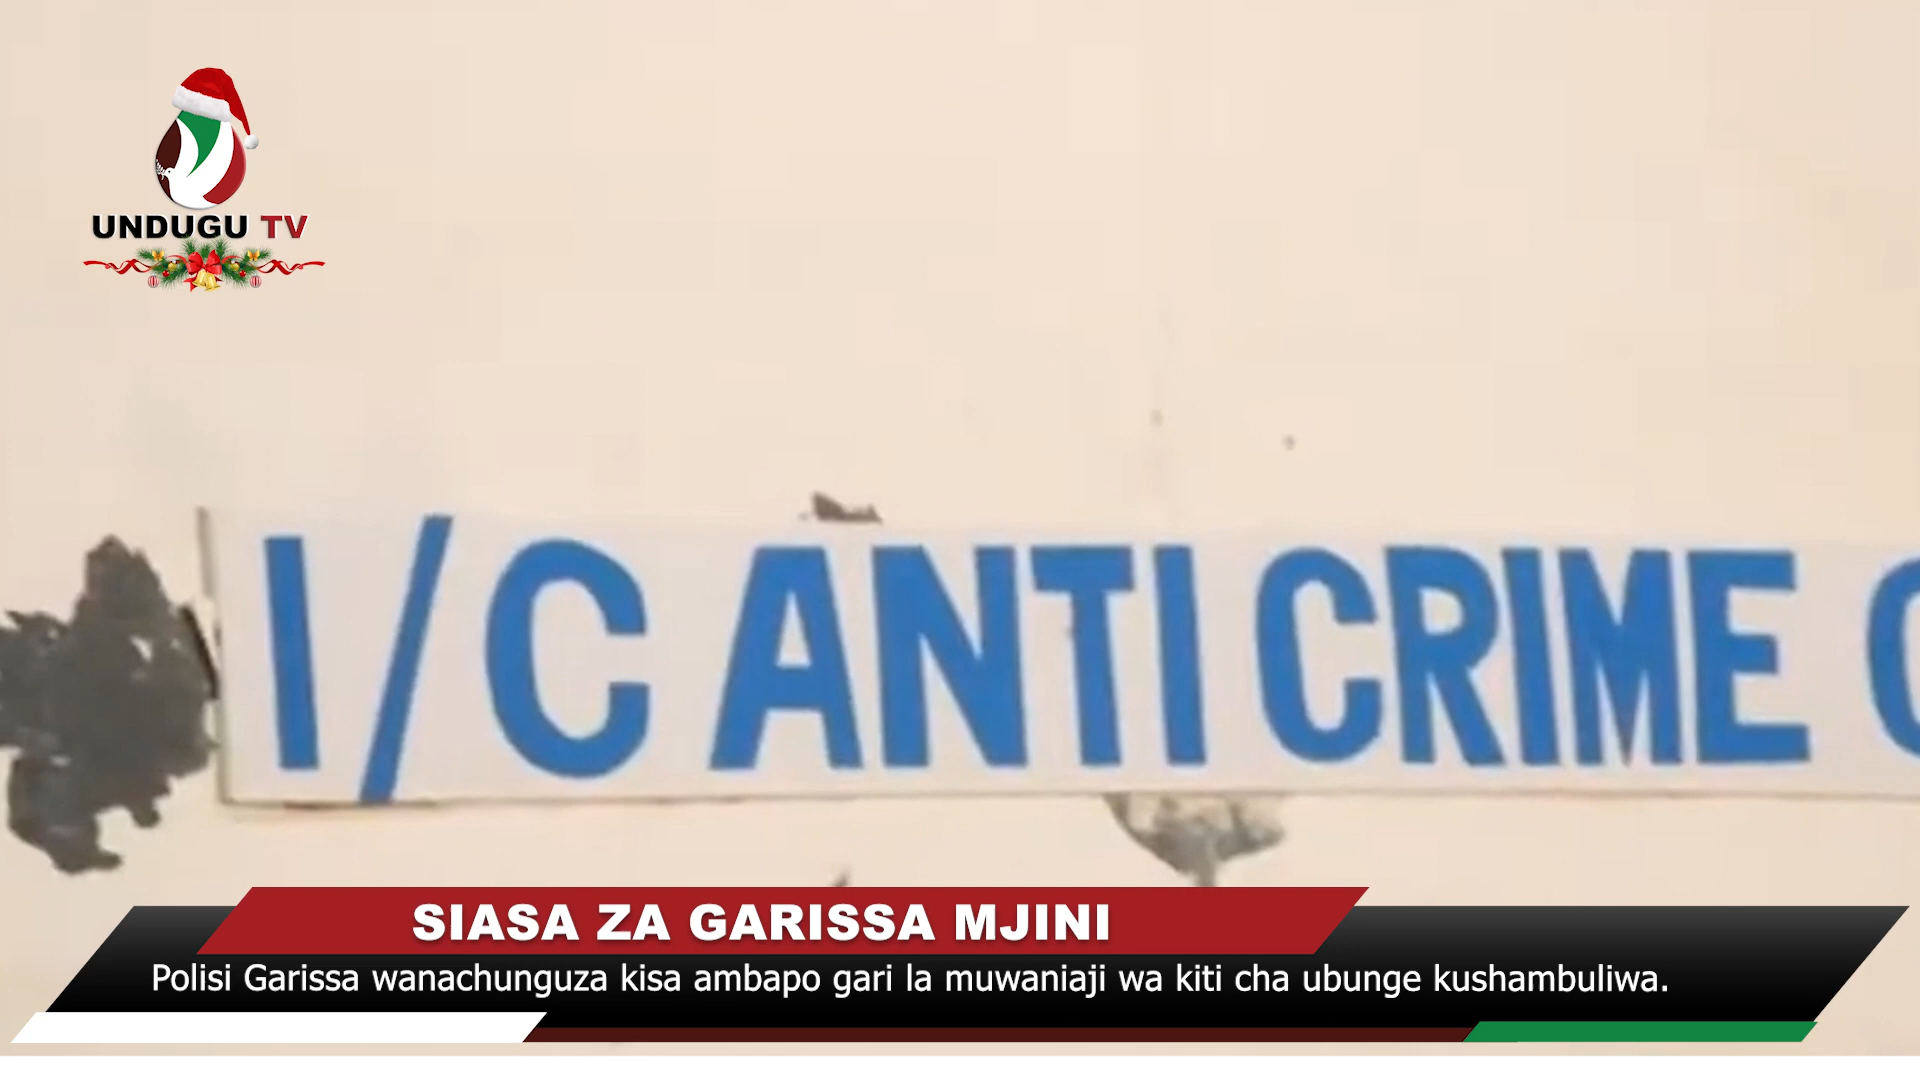 UNDUGU TV
I/C ANTI CRIME
SIASA ZA GARISSA MJINI
Polisi Garissa wanachunguza kisa ambapo gari la muwaniaji wa kiti cha ubunge kushambuliwa.